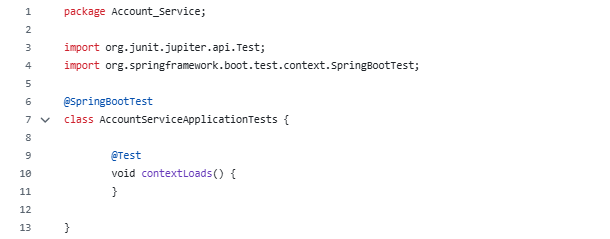 1 package Account_Service;
2
3 import org.junit.jupiter.api.Test;
4 import org.springframework.boot.test.context.SpringBootTest;
5
6 @SpringBootTest
7 class AccountServiceApplicationTests {
8
9 @Test
10 void contextLoads() {
11 }
12
13 }